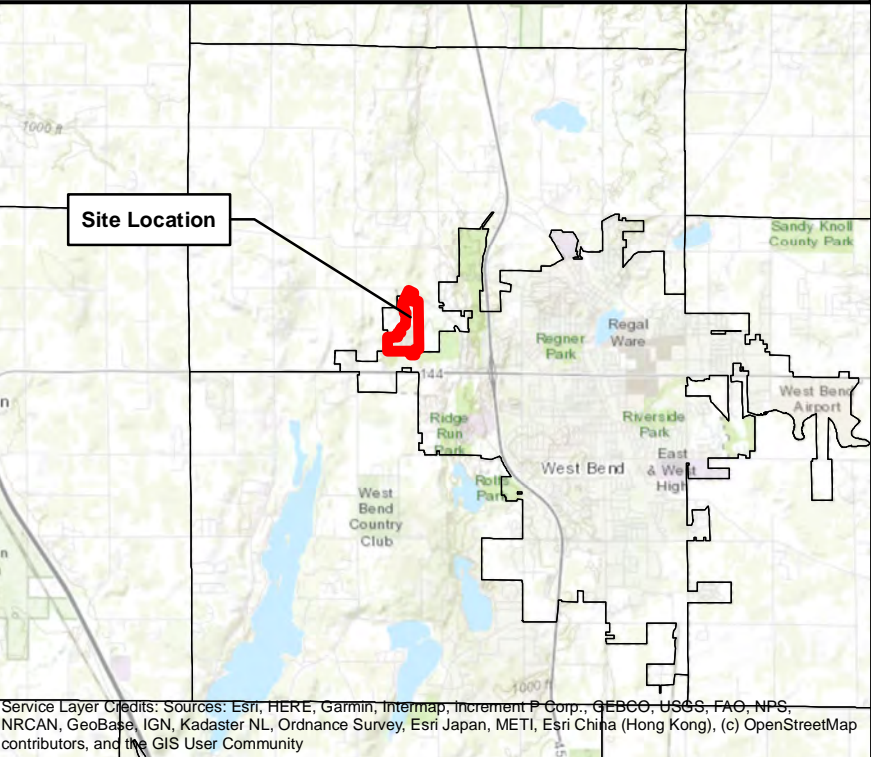 1000 ft
Site Location
Sandy Knoll
County Park
Regner
Park
Regal
Ware
144
West Bend
Airport
Ridge
Run
Park
Riverside
Park
East
& West
High
West Bend
Rolfs
Park
West
Bend
Country
Club
n
n
1000 ft
45
Service Layer Credits: Sources: Esri, HERE, Garmin, Intermap, increment P Corp., GEBCO, USGS, FAO, NPS,
NRCAN, GeoBase, IGN, Kadaster NL, Ordnance Survey, Esri Japan, METI, Esri China (Hong Kong), (c) OpenStreetMap
contributors, and the GIS User Community